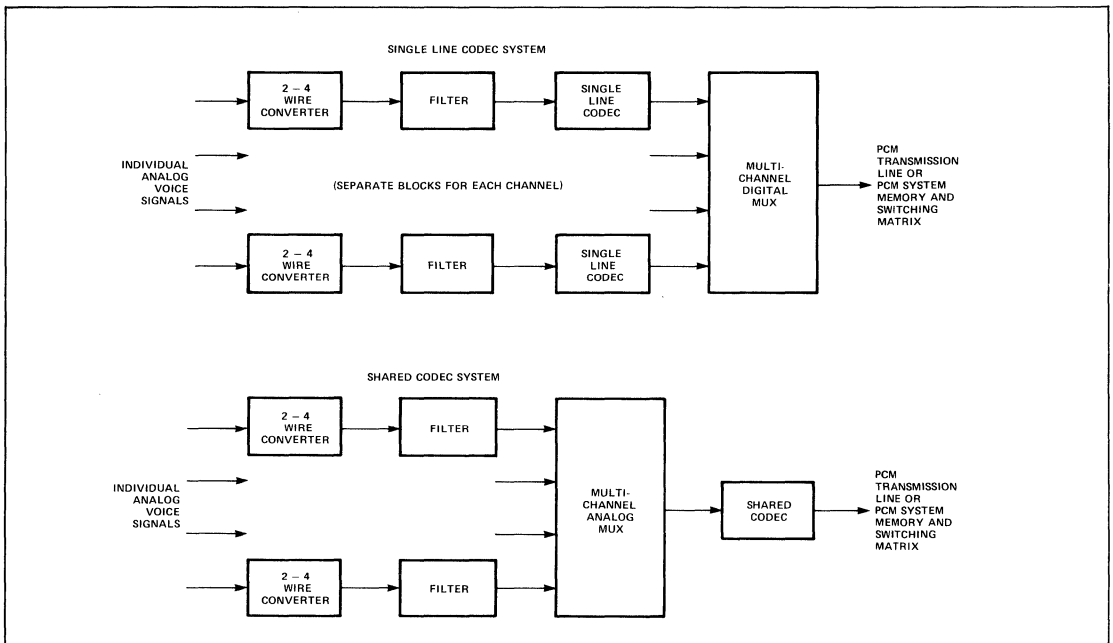 SINGLE LINE CODEC SYSTEM
2 – 4
WIRE
CONVERTER
FILTER
SINGLE
LINE
CODEC
INDIVIDUAL
ANALOG
VOICE
SIGNALS
(SEPARATE BLOCKS FOR EACH CHANNEL)
MULTI-
CHANNEL
DIGITAL
MUX
PCM
TRANSMISSION
LINE OR
PCM SYSTEM
MEMORY AND
SWITCHING
MATRIX
2 – 4
WIRE
CONVERTER
FILTER
SINGLE
LINE
CODEC
SHARED CODEC SYSTEM
2 – 4
WIRE
CONVERTER
FILTER
INDIVIDUAL
ANALOG
VOICE
SIGNALS
MULTI-
CHANNEL
ANALOG
MUX
SHARED
CODEC
PCM
TRANSMISSION
LINE OR
PCM SYSTEM
MEMORY AND
SWITCHING
MATRIX
2 – 4
WIRE
CONVERTER
FILTER